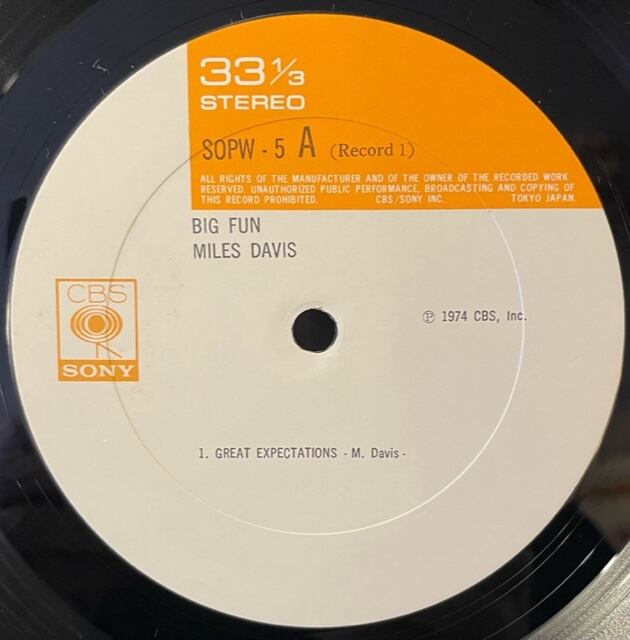 33 1/3
STEREO
SOPW - 5 A (Record 1)
ALL RIGHTS OF THE MANUFACTURER AND OF THE OWNER OF THE RECORDED WORK
RESERVED. UNAUTHORIZED PUBLIC PERFORMANCE, BROADCASTING AND COPYING OF
THIS RECORD PROHIBITED. CBS/SONY INC. TOKYO JAPAN.
BIG FUN
MILES DAVIS
CBS
SONY
℗ 1974 CBS, Inc.
1. GREAT EXPECTATIONS - M. Davis -